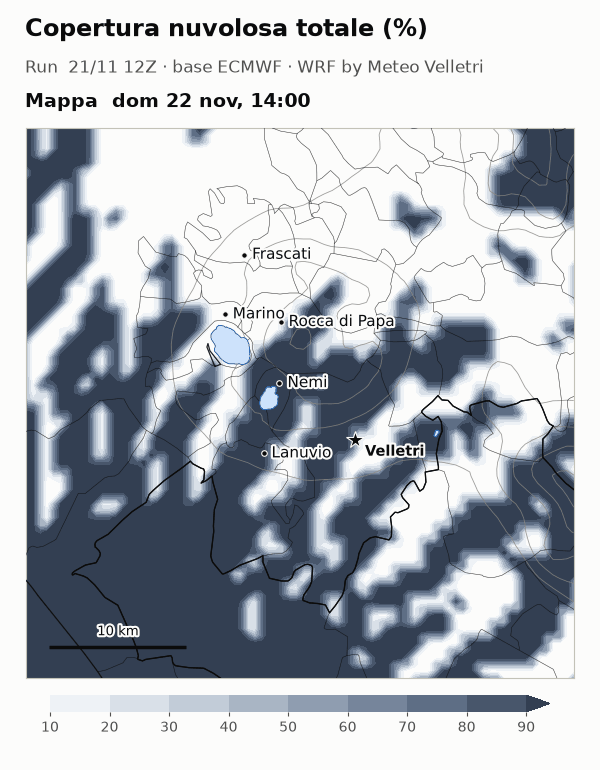 Copertura nuvolosa totale (%)
Run  21/11 12Z · base ECMWF · WRF by Meteo Velletri
Mappa  dom 22 nov, 14:00
Frascati
Marino
Rocca di Papa
Nemi
Velletri
Lanuvio
10 km
10 20 30 40 50 60 70 80 90